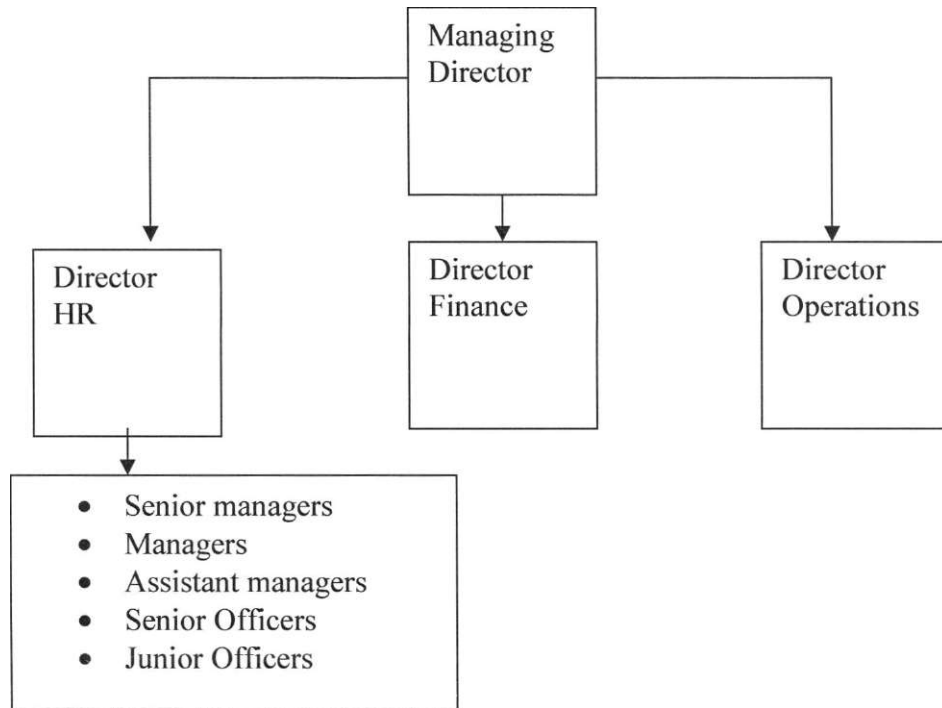 Managing
Director
Director
HR
Director
Finance
Director
Operations
• Senior managers
• Managers
• Assistant managers
• Senior Officers
• Junior Officers